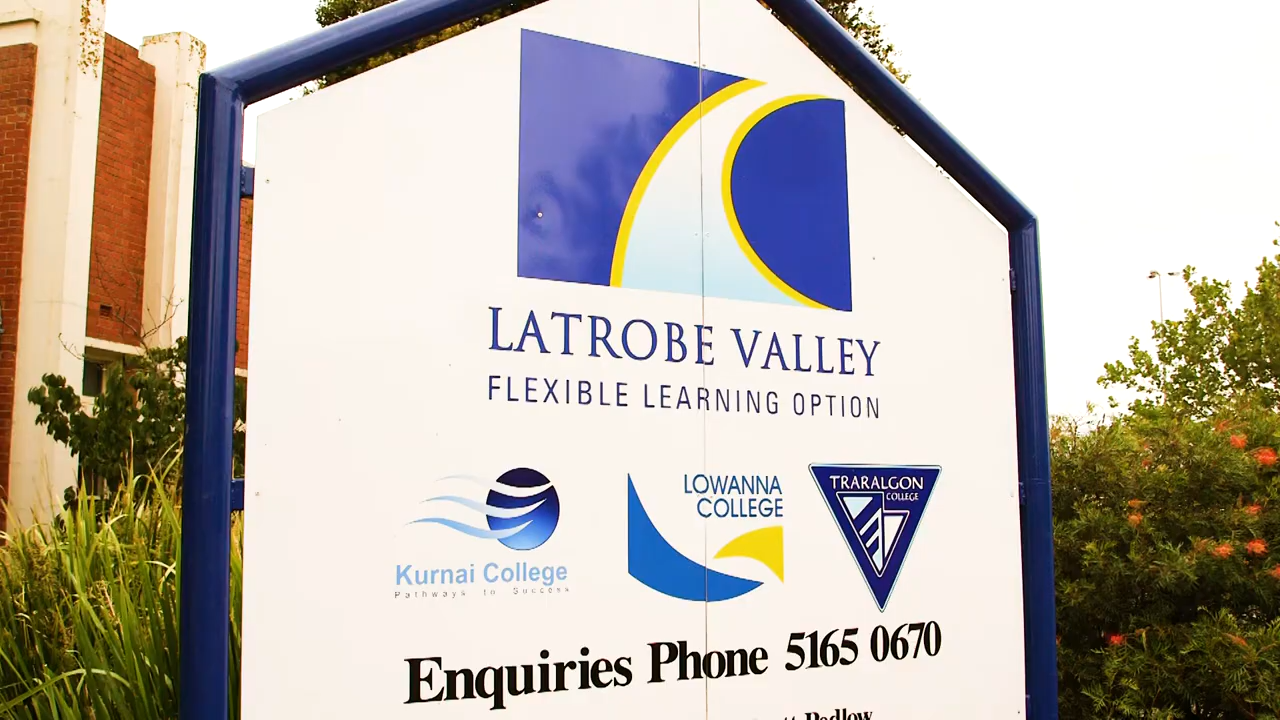 LATROBE VALLEY
FLEXIBLE LEARNING OPTION
Kurnai College
Pathways to Success
LOWANNA
COLLEGE
TRARALGON
COLLEGE
Enquiries Phone 5165 0670